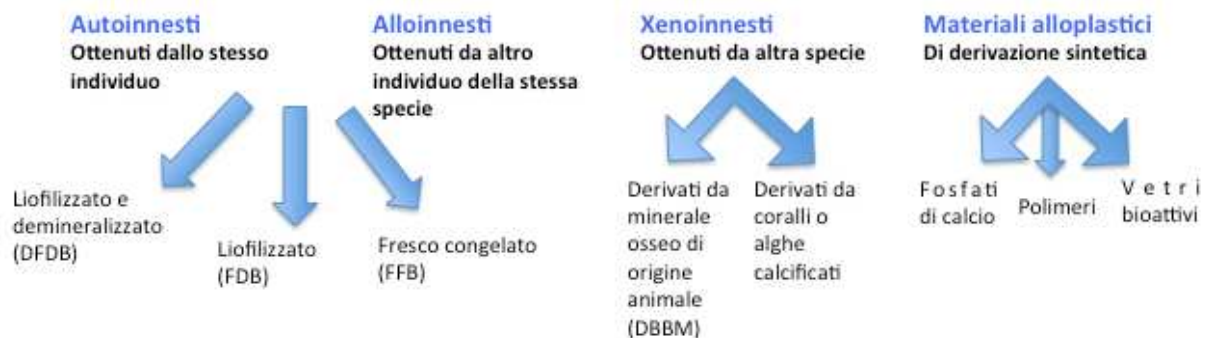 Autoinnesti
Ottenuti dallo stesso
individuo
Alloinnesti
Ottenuti da altro
individuo della stessa
specie
Xenoinnesti
Ottenuti da altra specie
Materiali alloplastici
Di derivazione sintetica
Liofilizzato e
demineralizzato
(DFDB)
Liofilizzato
(FDB)
Fresco congelato
(FFB)
Derivati da
minerale
osseo di
origine
animale
(DBBM)
Derivati da
coralli o
alghe
calcificati
Fosfati
di calcio
Polimeri
Vetri
bioattivi